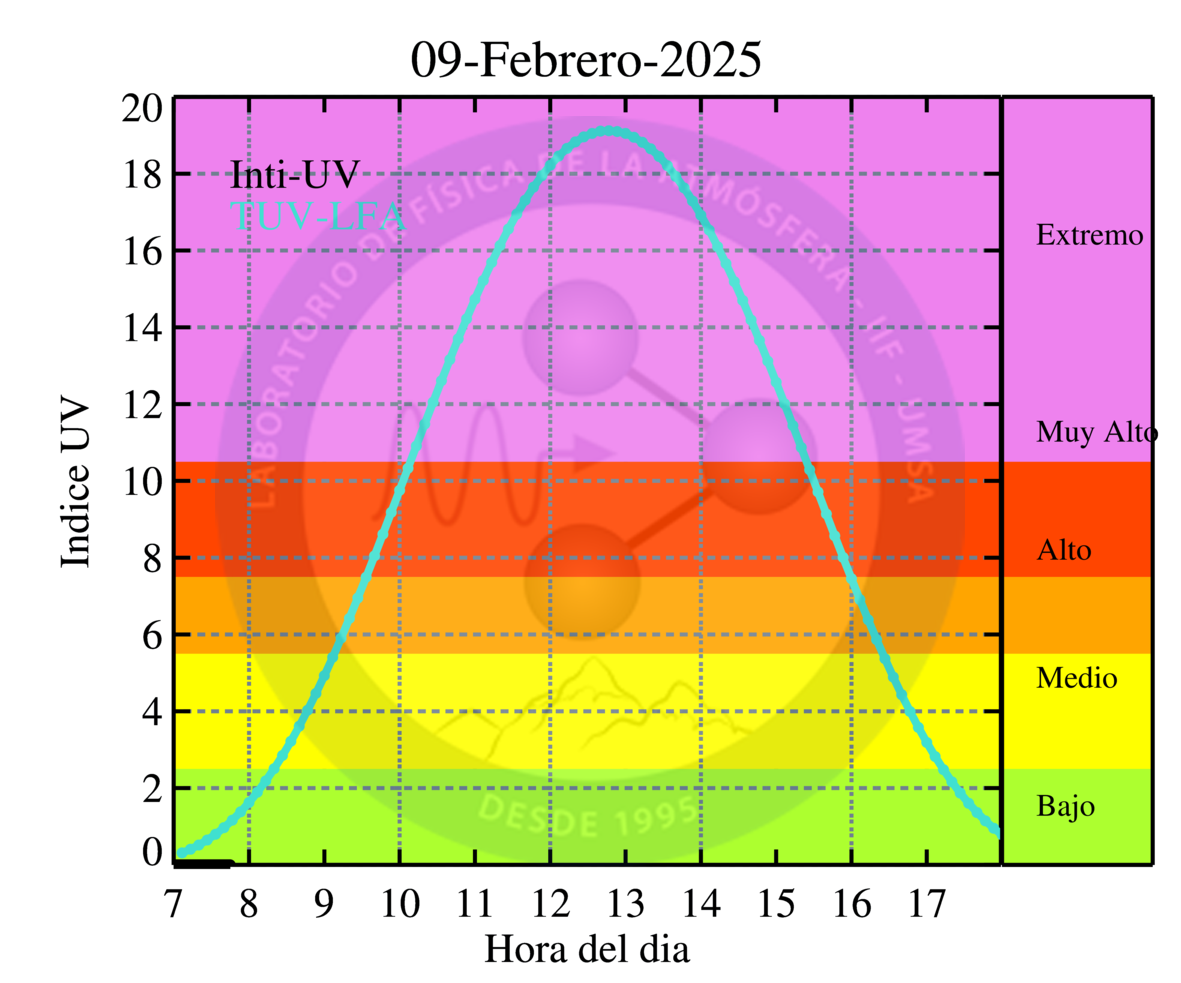 09-Febrero-2025
Indice UV
20
18
16
14
12
10
8
6
4
2
0
Inti-UV
TUV-LFA
LABORATORIO DE FÍSICA DE LA ATMÓSFERA - IIF - UMSA
DESDE 1995
Extremo
Muy Alto
Alto
Medio
Bajo
7 8 9 10 11 12 13 14 15 16 17
Hora del dia